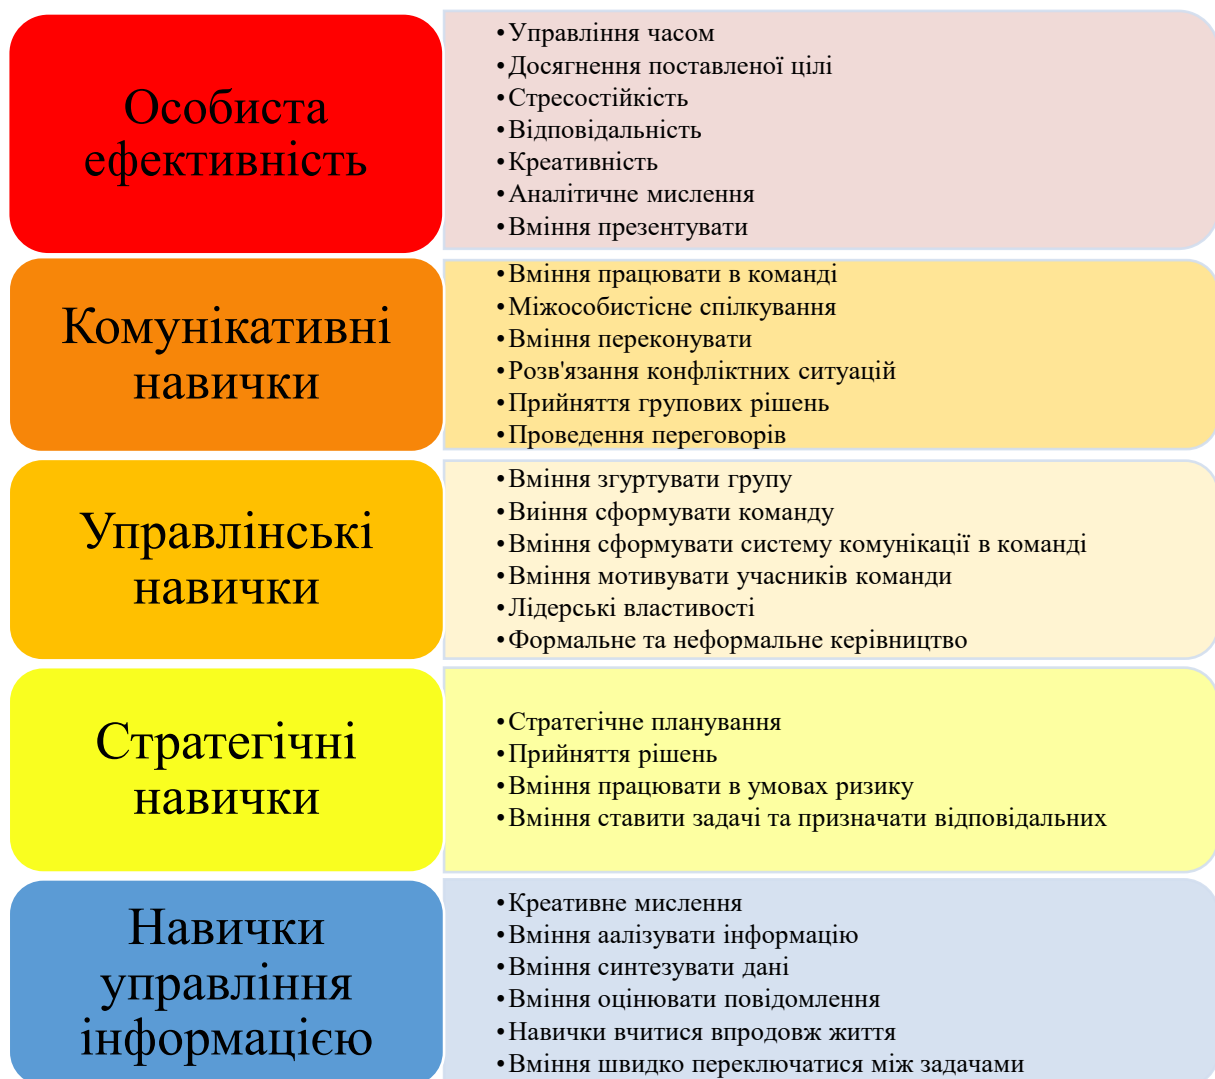 Особиста
ефективність
•Управління часом
•Досягнення поставленої цілі
•Стресостійкість
•Відповідальність
•Креативність
•Аналітичне мислення
•Вміння презентувати
Комунікативні
навички
•Вміння працювати в команді
•Міжособистісне спілкування
•Вміння переконувати
•Розв'язання конфліктних ситуацій
•Прийняття групових рішень
•Проведення переговорів
Управлінські
навички
•Вміння згуртувати групу
•Виіння сформувати команду
•Вміння сформувати систему комунікації в команді
•Вміння мотивувати учасників команди
•Лідерські властивості
•Формальне та неформальне керівництво
Стратегічні
навички
•Стратегічне планування
•Прийняття рішень
•Вміння працювати в умовах ризику
•Вміння ставити задачі та призначати відповідальних
Навички
управління
інформацією
•Креативне мислення
•Вміння аалізувати інформацію
•Вміння синтезувати дані
•Вміння оцінювати повідомлення
•Навички вчитися впродовж життя
•Вміння швидко переключатися між задачами